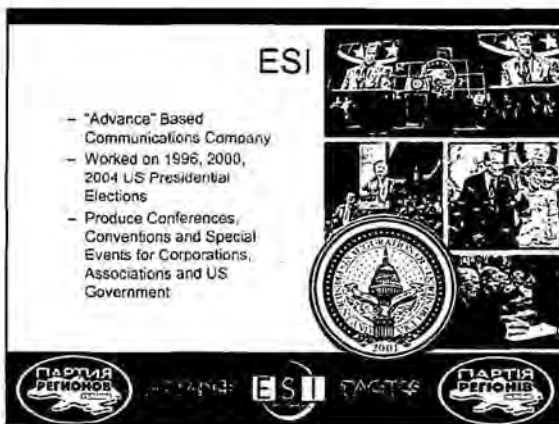 ESI
– "Advance" Based
Communications Company
– Worked on 1996, 2000,
2004 US Presidential
Elections
– Produce Conferences,
Conventions and Special
Events for Corporations,
Associations and US
Government
2001
ПАРТИЯ
РЕГИОНОВ
ESI
ПАРТІЯ
РЕГІОНІВ